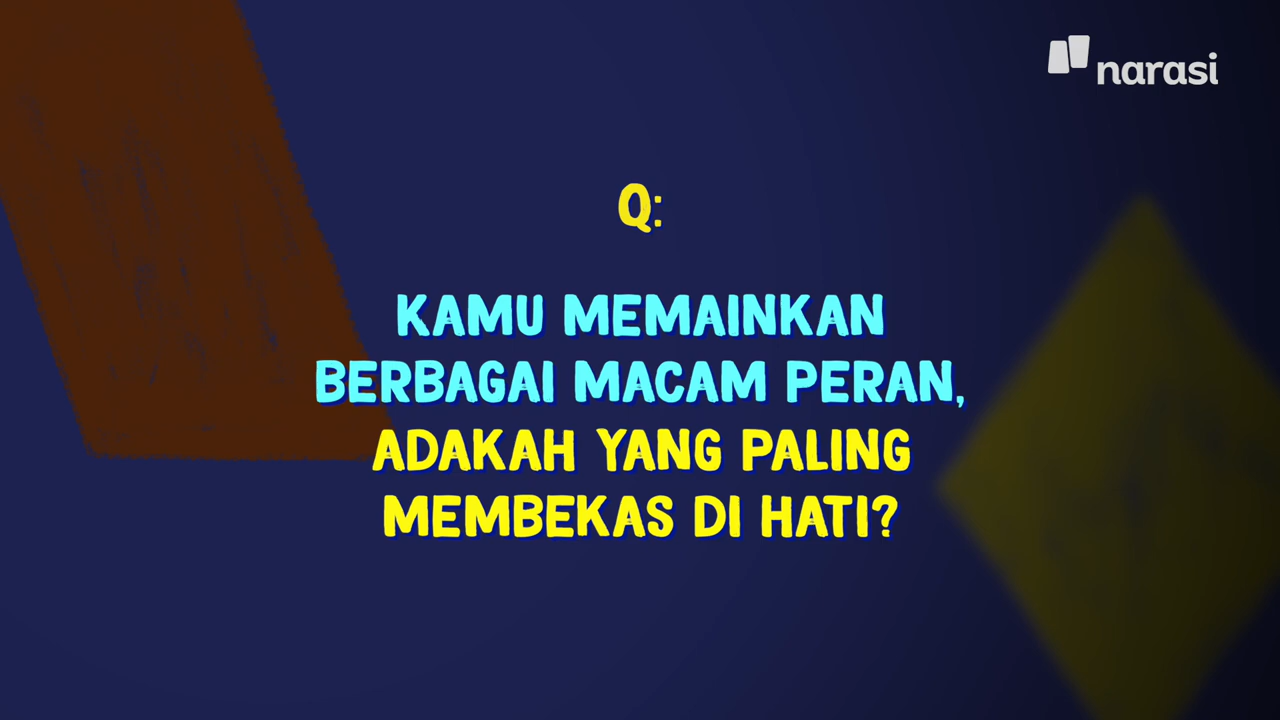 narasi
Q:
KAMU MEMAINKAN
BERBAGAI MACAM PERAN,
ADAKAH YANG PALING
MEMBEKAS DI HATI?